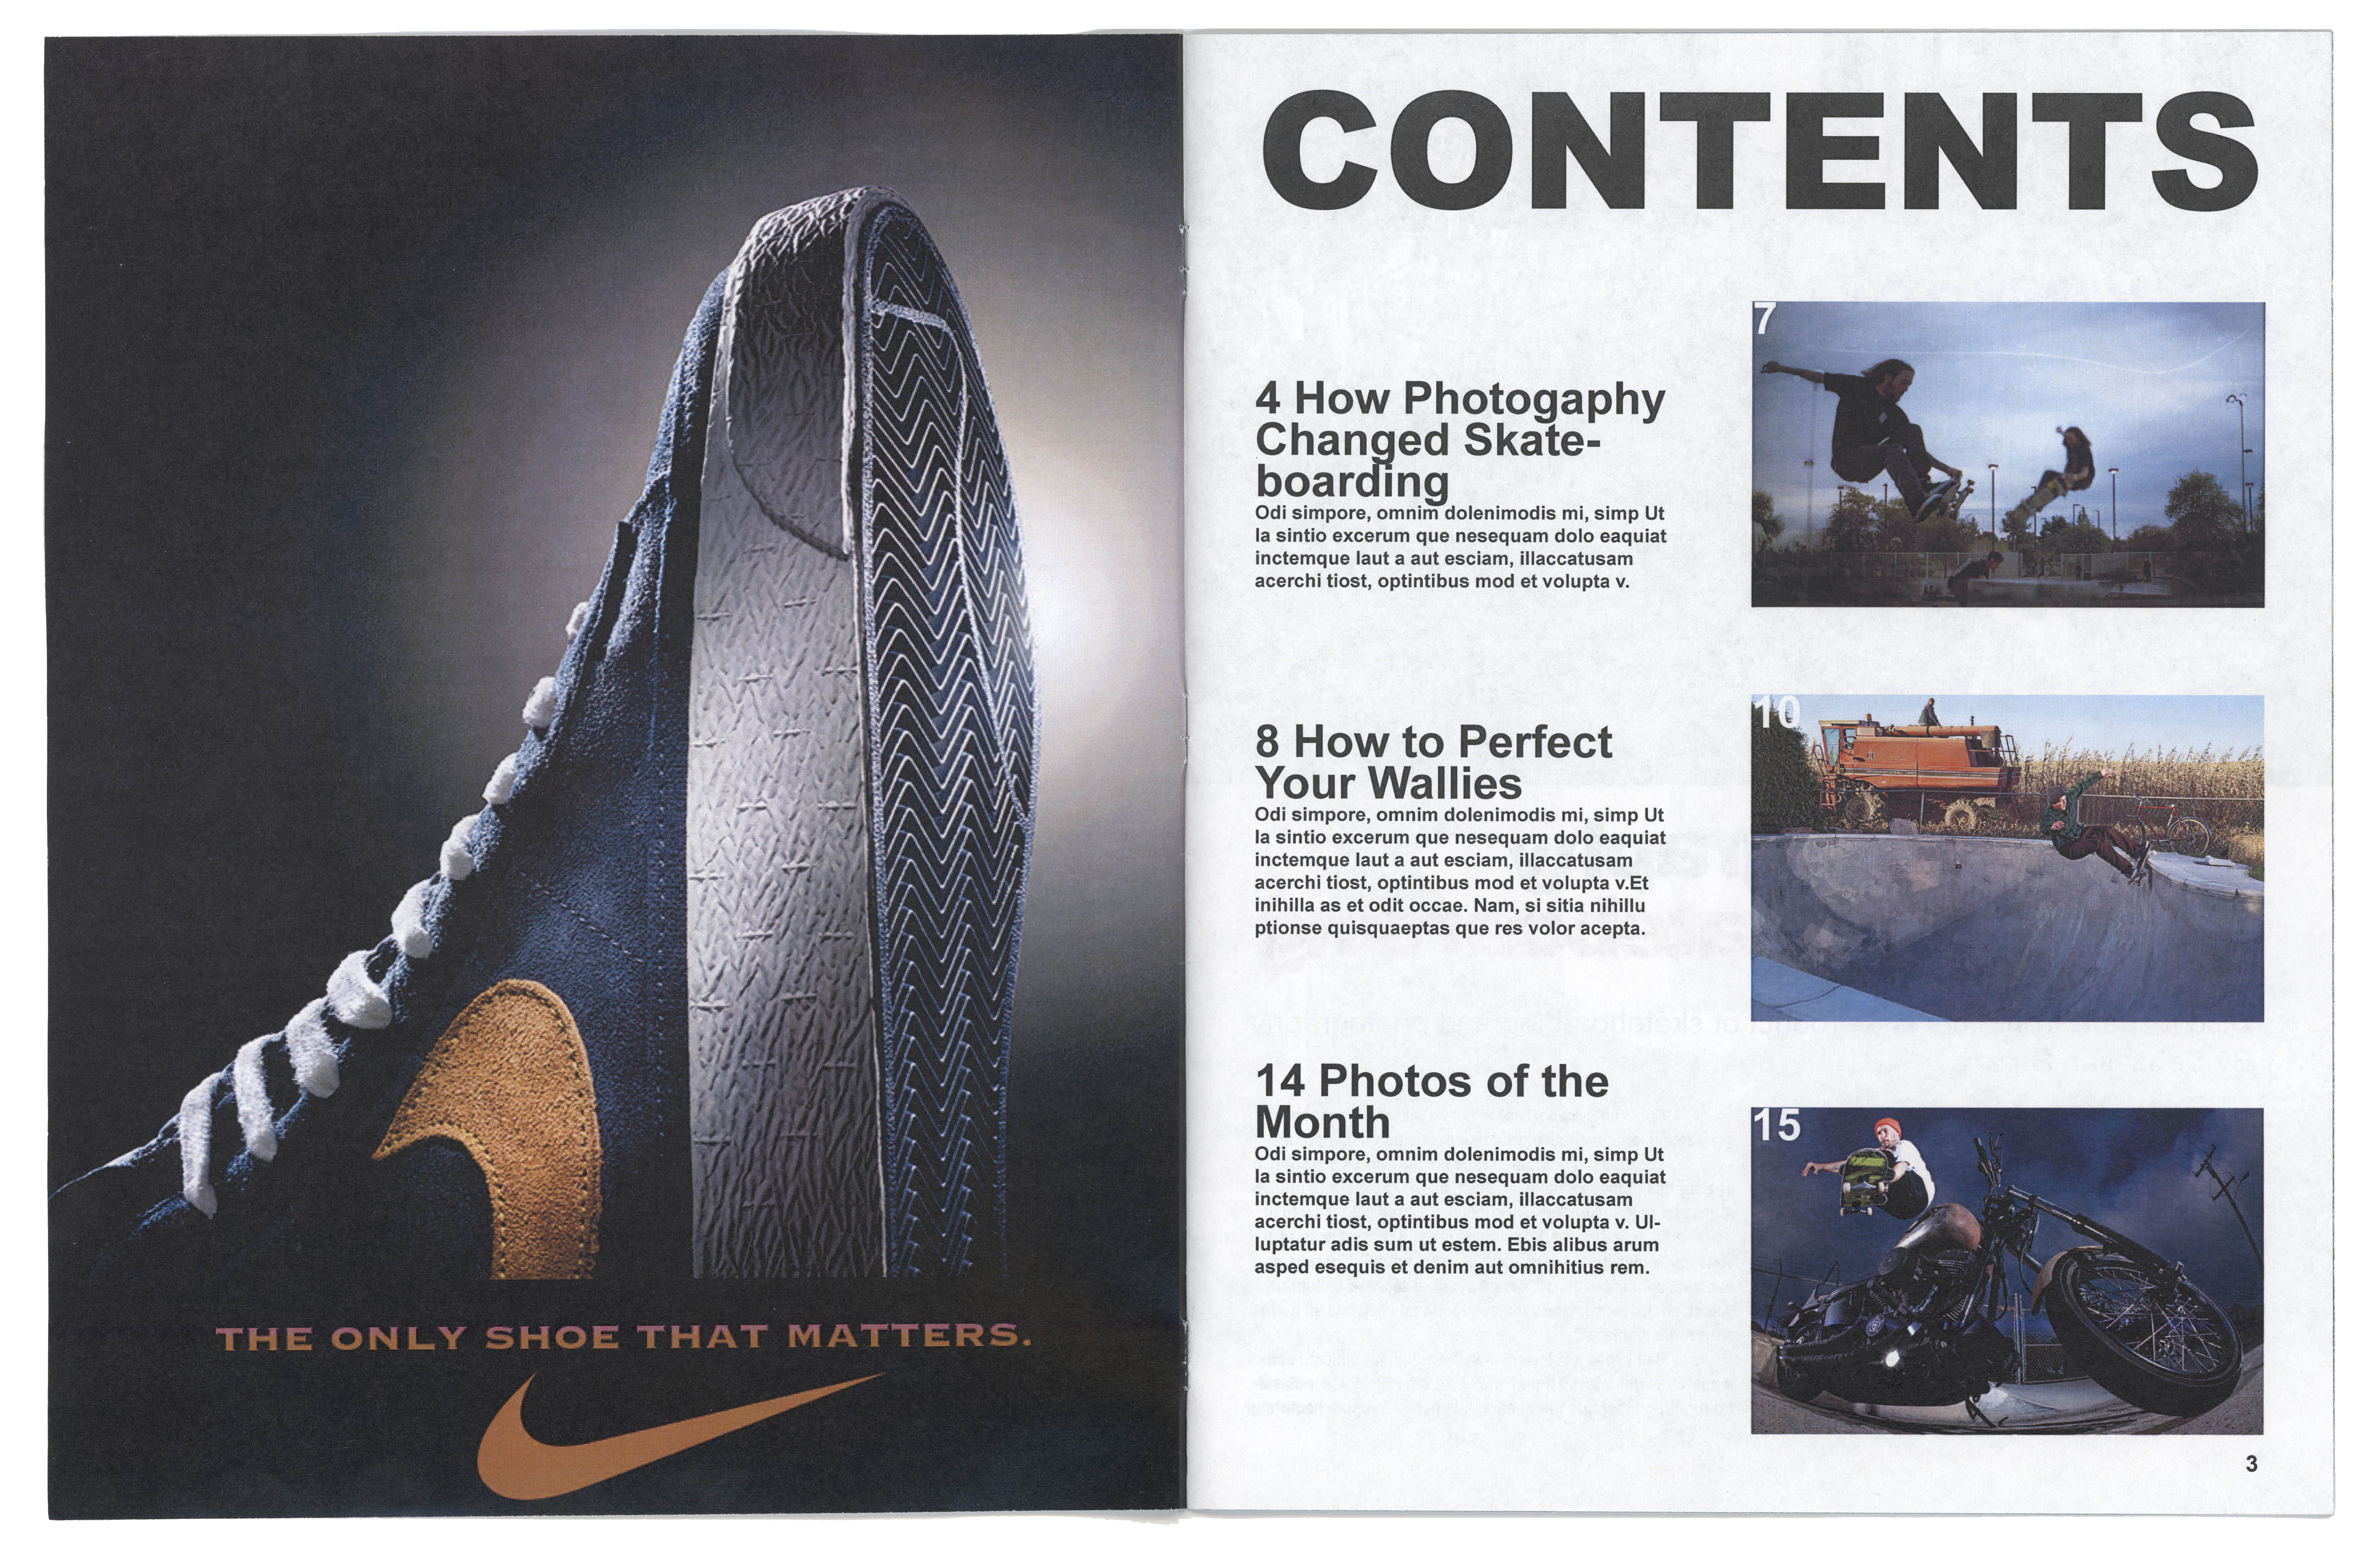 THE ONLY SHOE THAT MATTERS.
CONTENTS
4 How Photogaphy
Changed Skate-
boarding
Odi simpore, omnim dolenimodis mi, simp Ut
la sintio excerum que nesequam dolo eaquiat
inctemque laut a aut esciam, illaccatusam
acerchi tiost, optintibus mod et volupta v.
7
8 How to Perfect
Your Wallies
Odi simpore, omnim dolenimodis mi, simp Ut
la sintio excerum que nesequam dolo eaquiat
inctemque laut a aut esciam, illaccatusam
acerchi tiost, optintibus mod et volupta v.Et
inihilla as et odit occae. Nam, si sitia nihillu
ptionse quisquaeptas que res volor acepta.
10
14 Photos of the
Month
Odi simpore, omnim dolenimodis mi, simp Ut
la sintio excerum que nesequam dolo eaquiat
inctemque laut a aut esciam, illaccatusam
acerchi tiost, optintibus mod et volupta v. Ul-
luptatur adis sum ut estem. Ebis alibus arum
asped esequis et denim aut omnihitius rem.
15
3